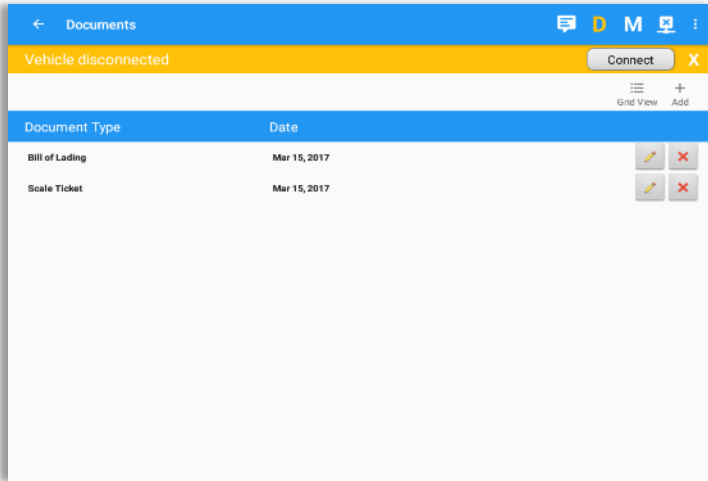 Documents D M
Vehicle disconnected Connect X
Grid View Add
Document Type Date
Bill of Lading Mar 15, 2017
Scale Ticket Mar 15, 2017